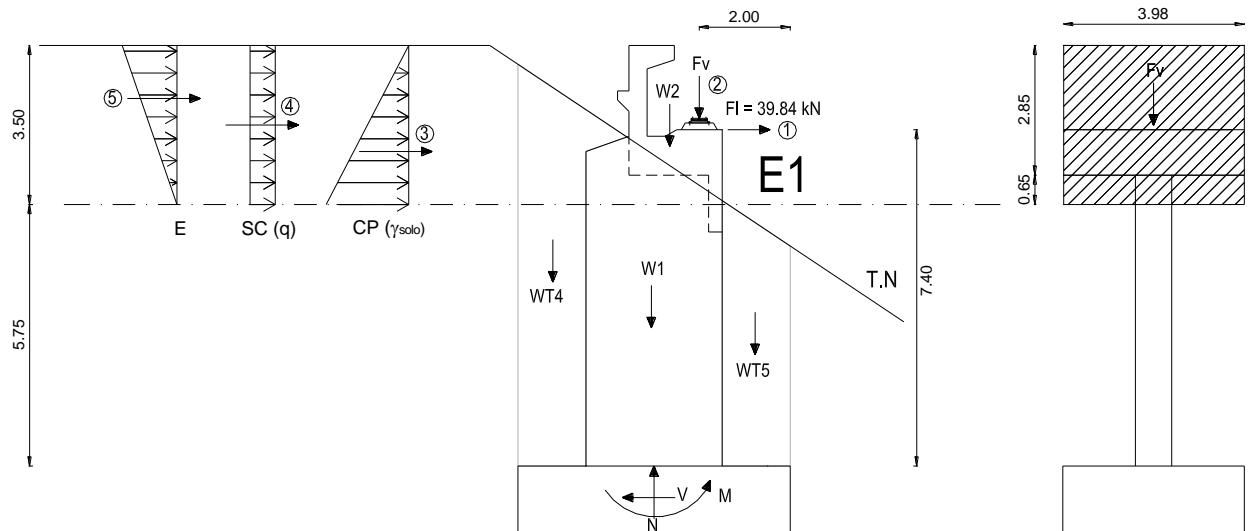 2.00
3.98
Fv
②
W2
Fl = 39.84 kN
①
⑤
④
③
3.50
E1
2.85
Fv
0.65
E
SC (q)
CP (γsolo)
WT4
W1
T.N
7.40
5.75
WT5
V
M
N